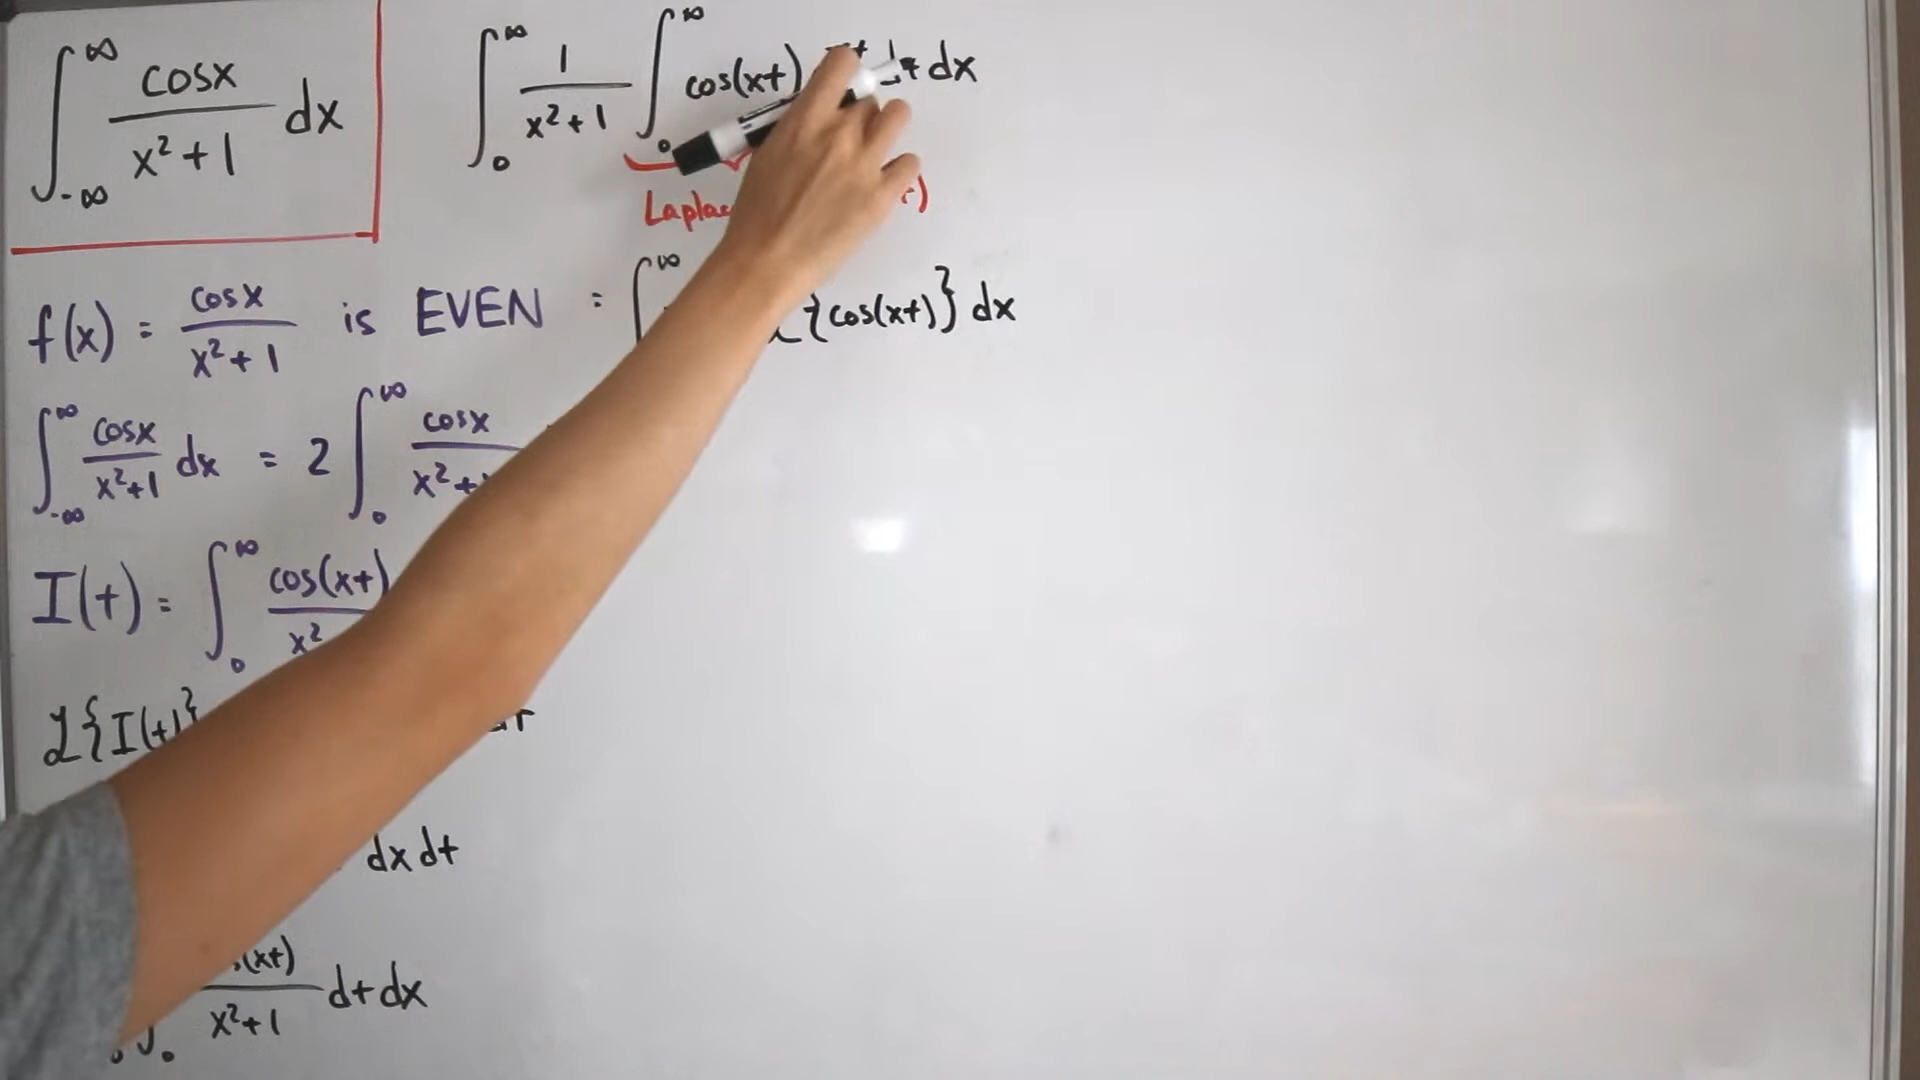 ∫_{-∞}^{∞} cosx / (x²+1) dx
f(x) = cosx / (x²+1) is EVEN
∫_{-∞}^{∞} cosx / (x²+1) dx = 2 ∫_0^∞ cosx / x²+
I(t) = ∫_0^∞ cos(xt) / x²
ℒ{I(t)}
dx dt
(xt) / (x²+1) dt dx
∫_0^∞ 1 / (x²+1) ∫_0^∞ cos(xt) dx
Laplac
= ∫^∞ {cos(xt)} dx